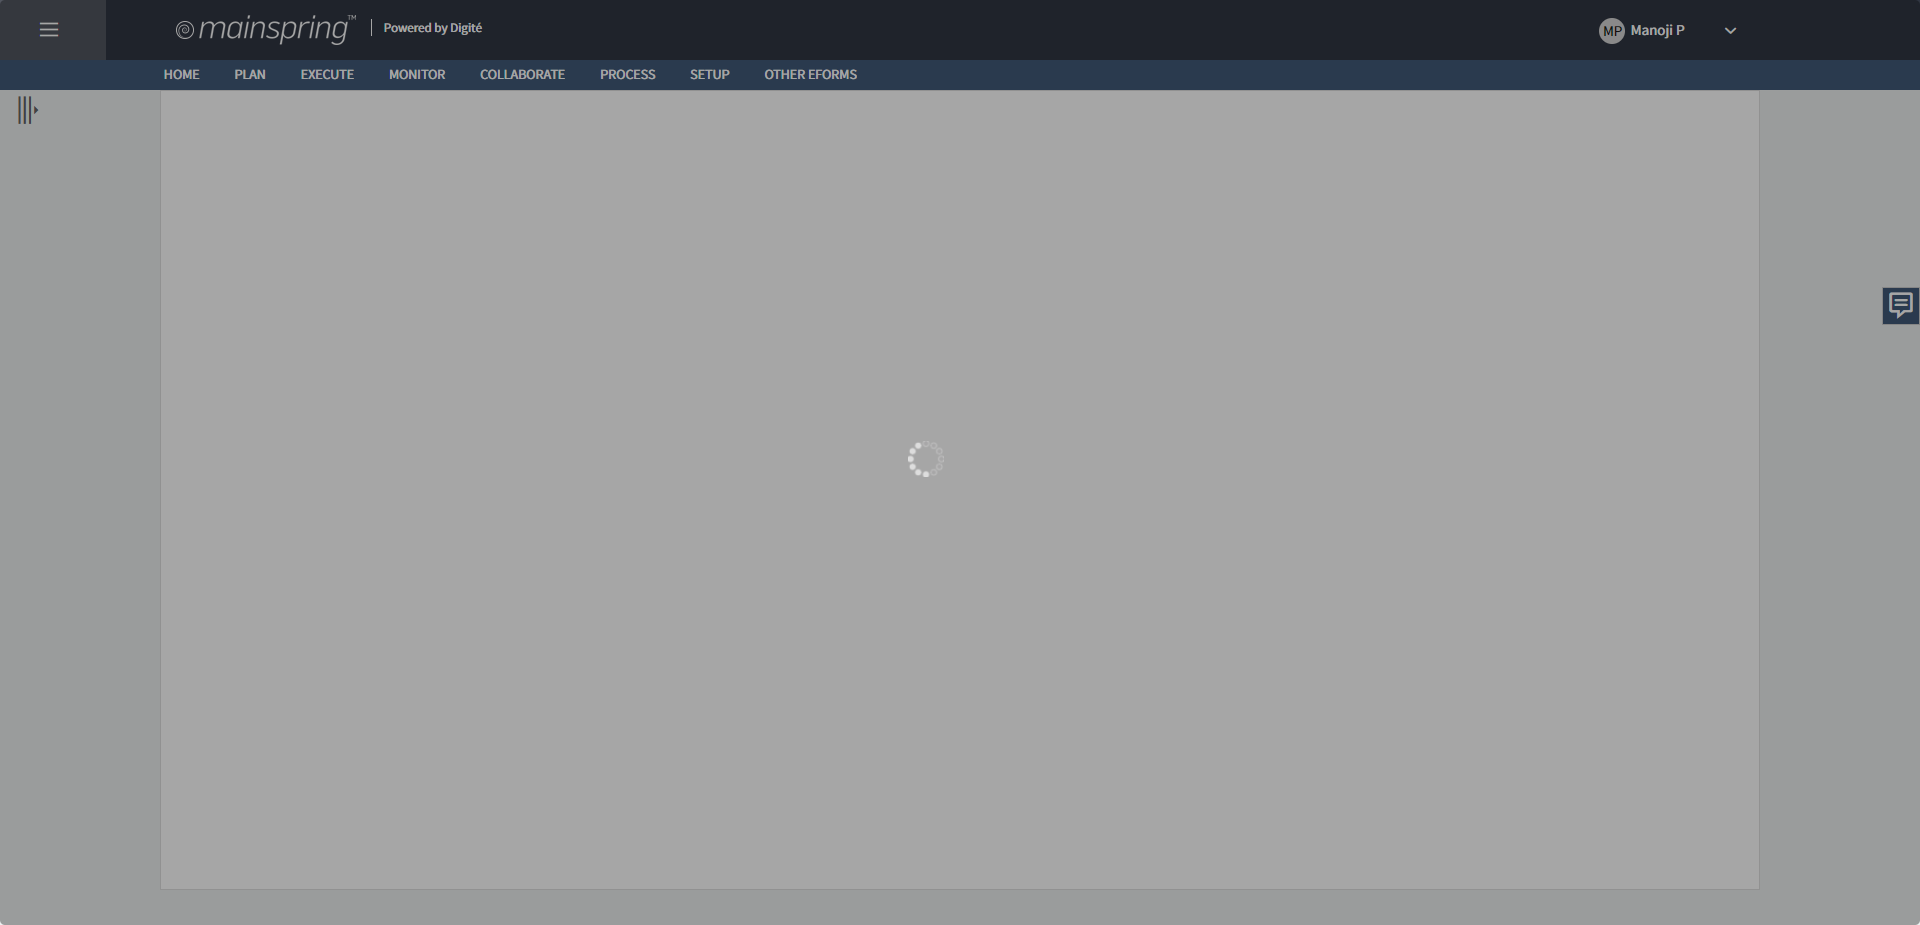 mainspring™ Powered by Digité
MP Manoji P
HOME PLAN EXECUTE MONITOR COLLABORATE PROCESS SETUP OTHER EFORMS